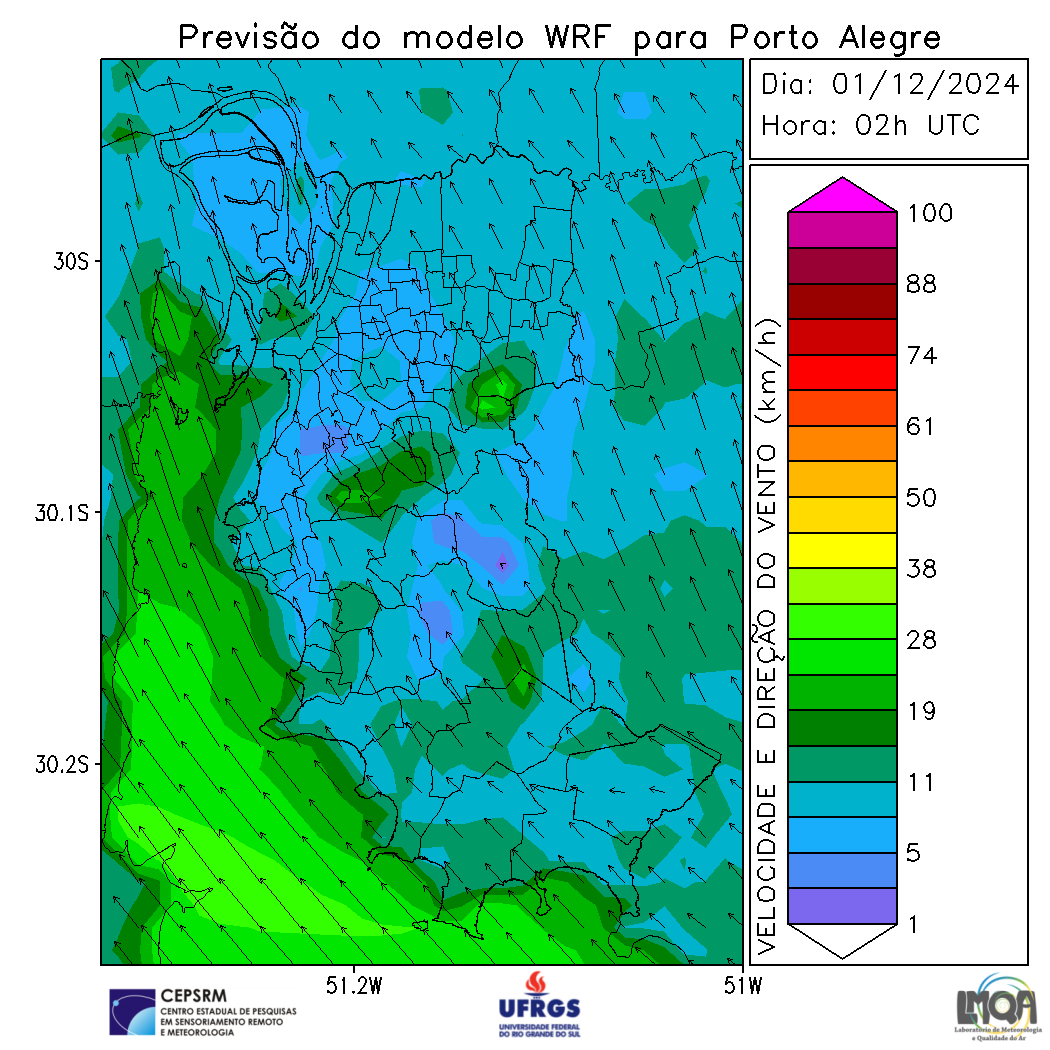 Previsão do modelo WRF para Porto Alegre
Dia: 01/12/2024
Hora: 02h UTC
30S
30.1S
30.2S
51.2W
51W
VELOCIDADE E DIREÇÃO DO VENTO (km/h)
100
88
74
61
50
38
28
19
11
5
1
CEPSRM
CENTRO ESTADUAL DE PESQUISAS
EM SENSORIAMENTO REMOTO
E METEOROLOGIA
UFRGS
UNIVERSIDADE FEDERAL
DO RIO GRANDE DO SUL
LMQA
Laboratório de Meteorologia
e Qualidade do Ar